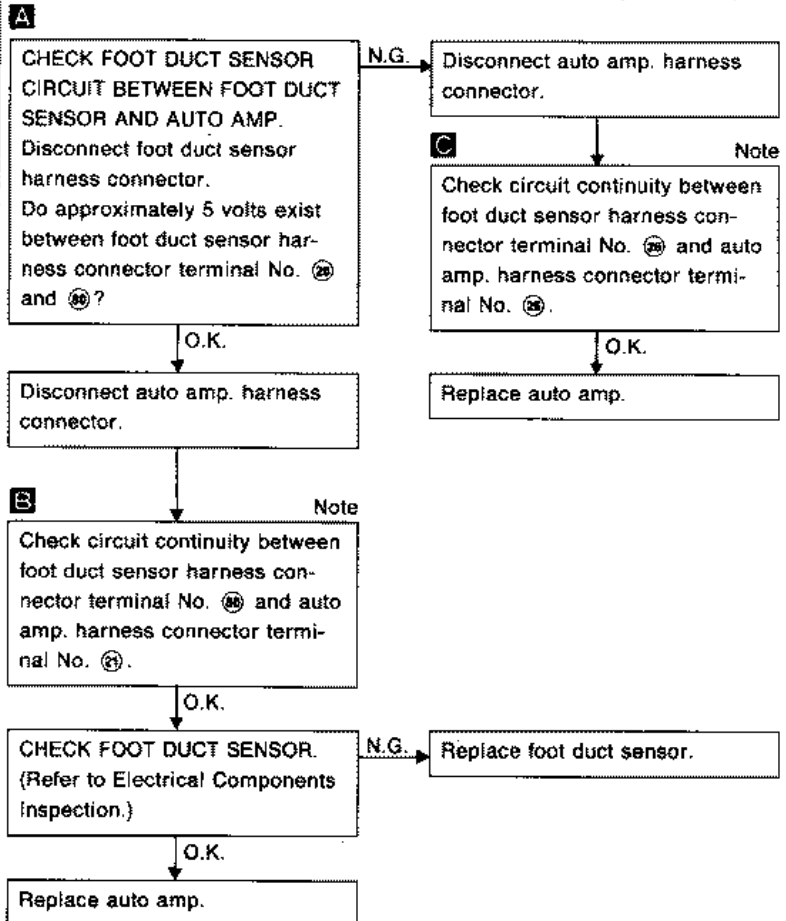 A
CHECK FOOT DUCT SENSOR
CIRCUIT BETWEEN FOOT DUCT
SENSOR AND AUTO AMP.
Disconnect foot duct sensor
harness connector.
Do approximately 5 volts exist
between foot duct sensor har-
ness connector terminal No.
and ?
N.G.
Disconnect auto amp. harness
connector.
C
Note
Check circuit continuity between
foot duct sensor harness con-
nector terminal No. and auto
amp. harness connector termi-
nal No. .
O.K.
Replace auto amp.
O.K.
Disconnect auto amp. harness
connector.
B
Note
Check circuit continuity between
foot duct sensor harness con-
nector terminal No. and auto
amp. harness connector termi-
nal No. ㉑.
O.K.
CHECK FOOT DUCT SENSOR.
(Refer to Electrical Components
Inspection.)
N.G.
Replace foot duct sensor.
O.K.
Replace auto amp.